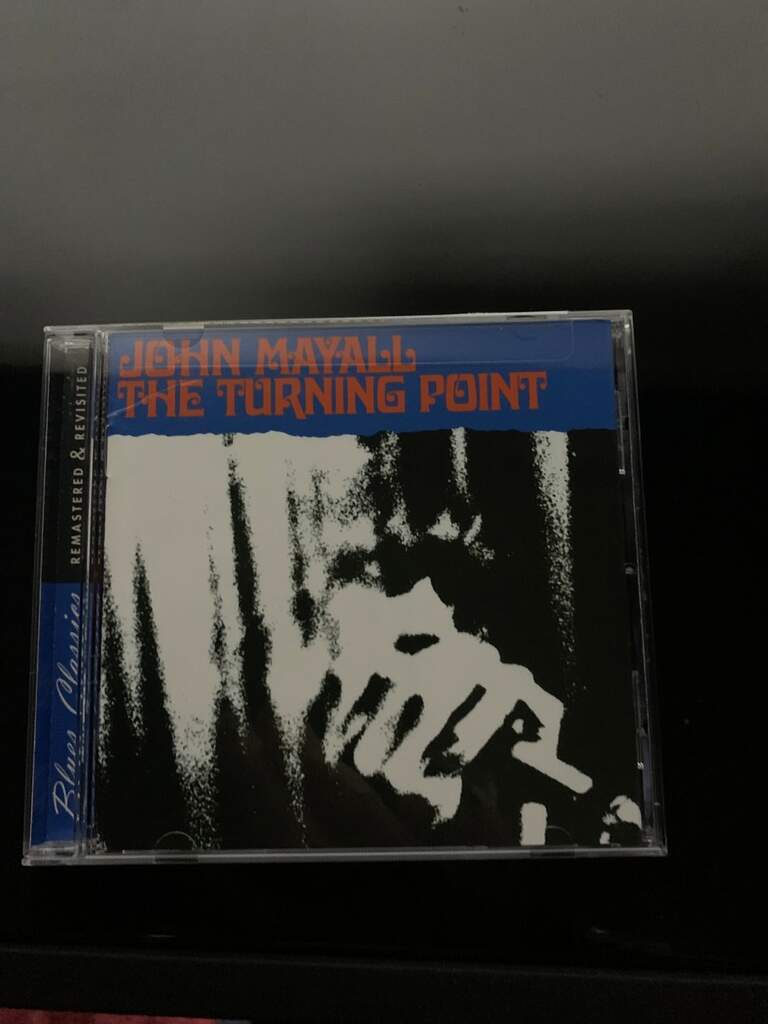 JOHN MAYALL
THE TURNING POINT
Blues Classics REMASTERED & REVISITED